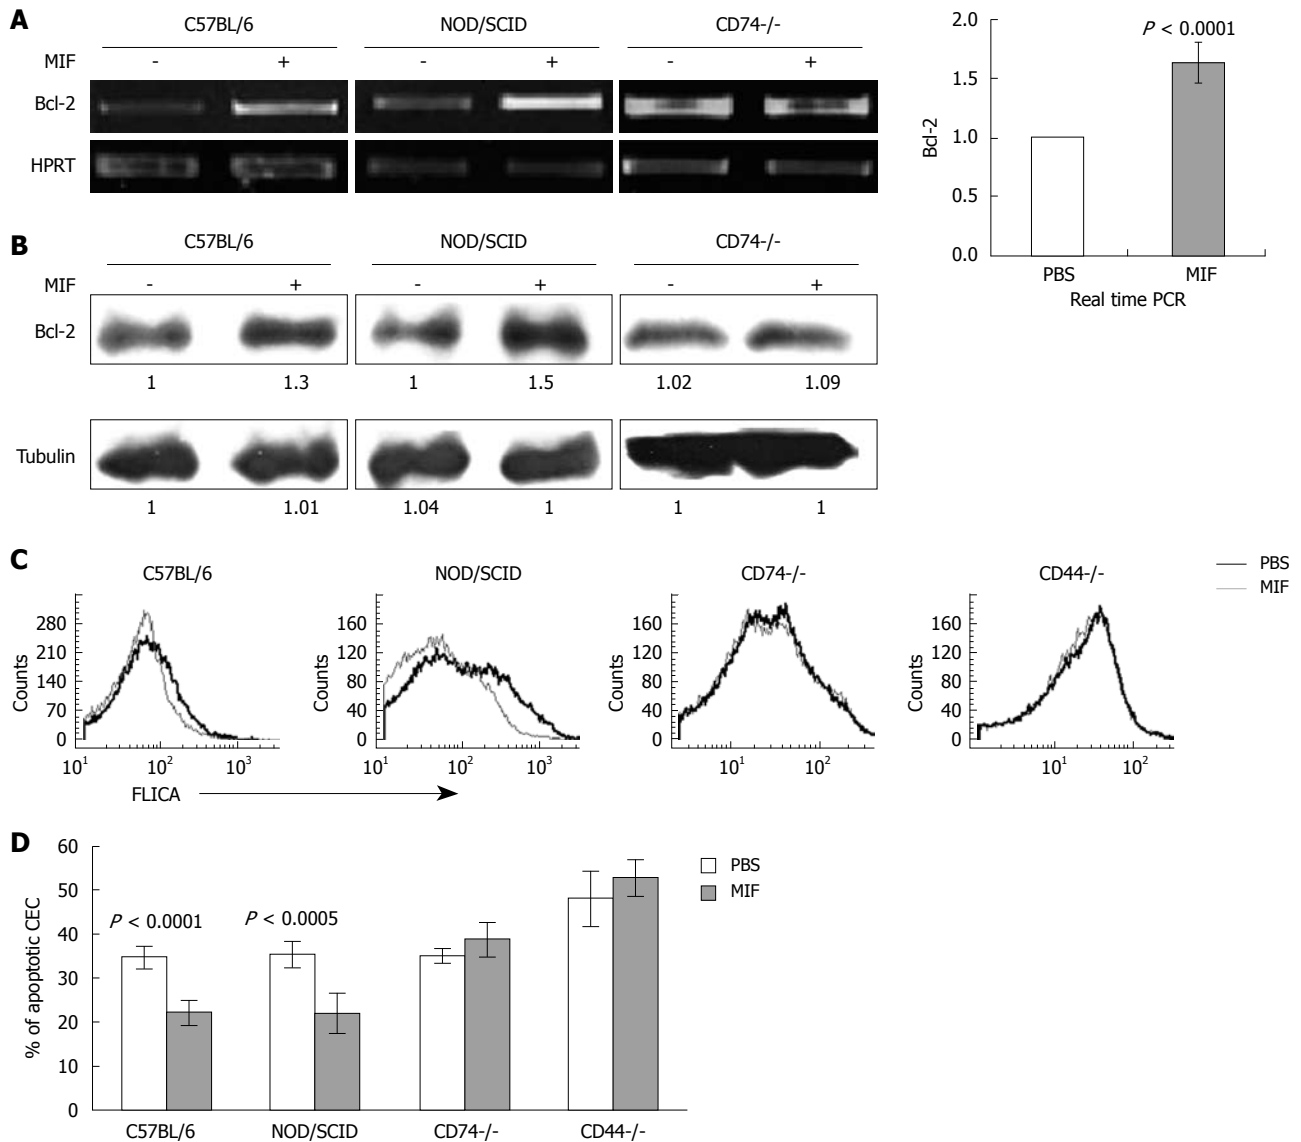 A
C57BL/6 NOD/SCID CD74-/-
MIF - + - + - +
Bcl-2
HPRT
2.0
1.5
1.0
0.5
0.0
Bcl-2
P < 0.0001
PBS MIF
Real time PCR
B
C57BL/6 NOD/SCID CD74-/-
MIF - + - + - +
Bcl-2
1 1.3 1 1.5 1.02 1.09
Tubulin
1 1.01 1.04 1 1 1
C
C57BL/6
Counts
280
210
140
70
0
10¹ 10² 10³
NOD/SCID
Counts
160
120
80
40
0
10¹ 10² 10³
CD74-/-
Counts
160
120
80
40
0
10¹ 10²
CD44-/-
Counts
160
120
80
40
0
10¹ 10²
PBS
MIF
FLICA
D
% of apoptotic CEC
60
50
40
30
20
10
0
P < 0.0001
P < 0.0005
PBS
MIF
C57BL/6 NOD/SCID CD74-/- CD44-/-